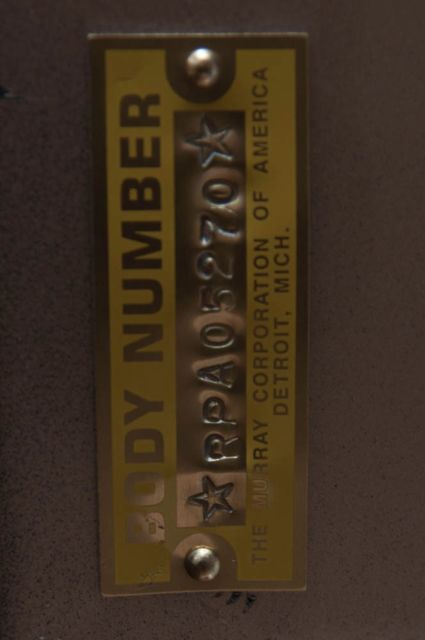 BODY NUMBER
★RPA05270★
THE MURRAY CORPORATION OF AMERICA
DETROIT, MICH.